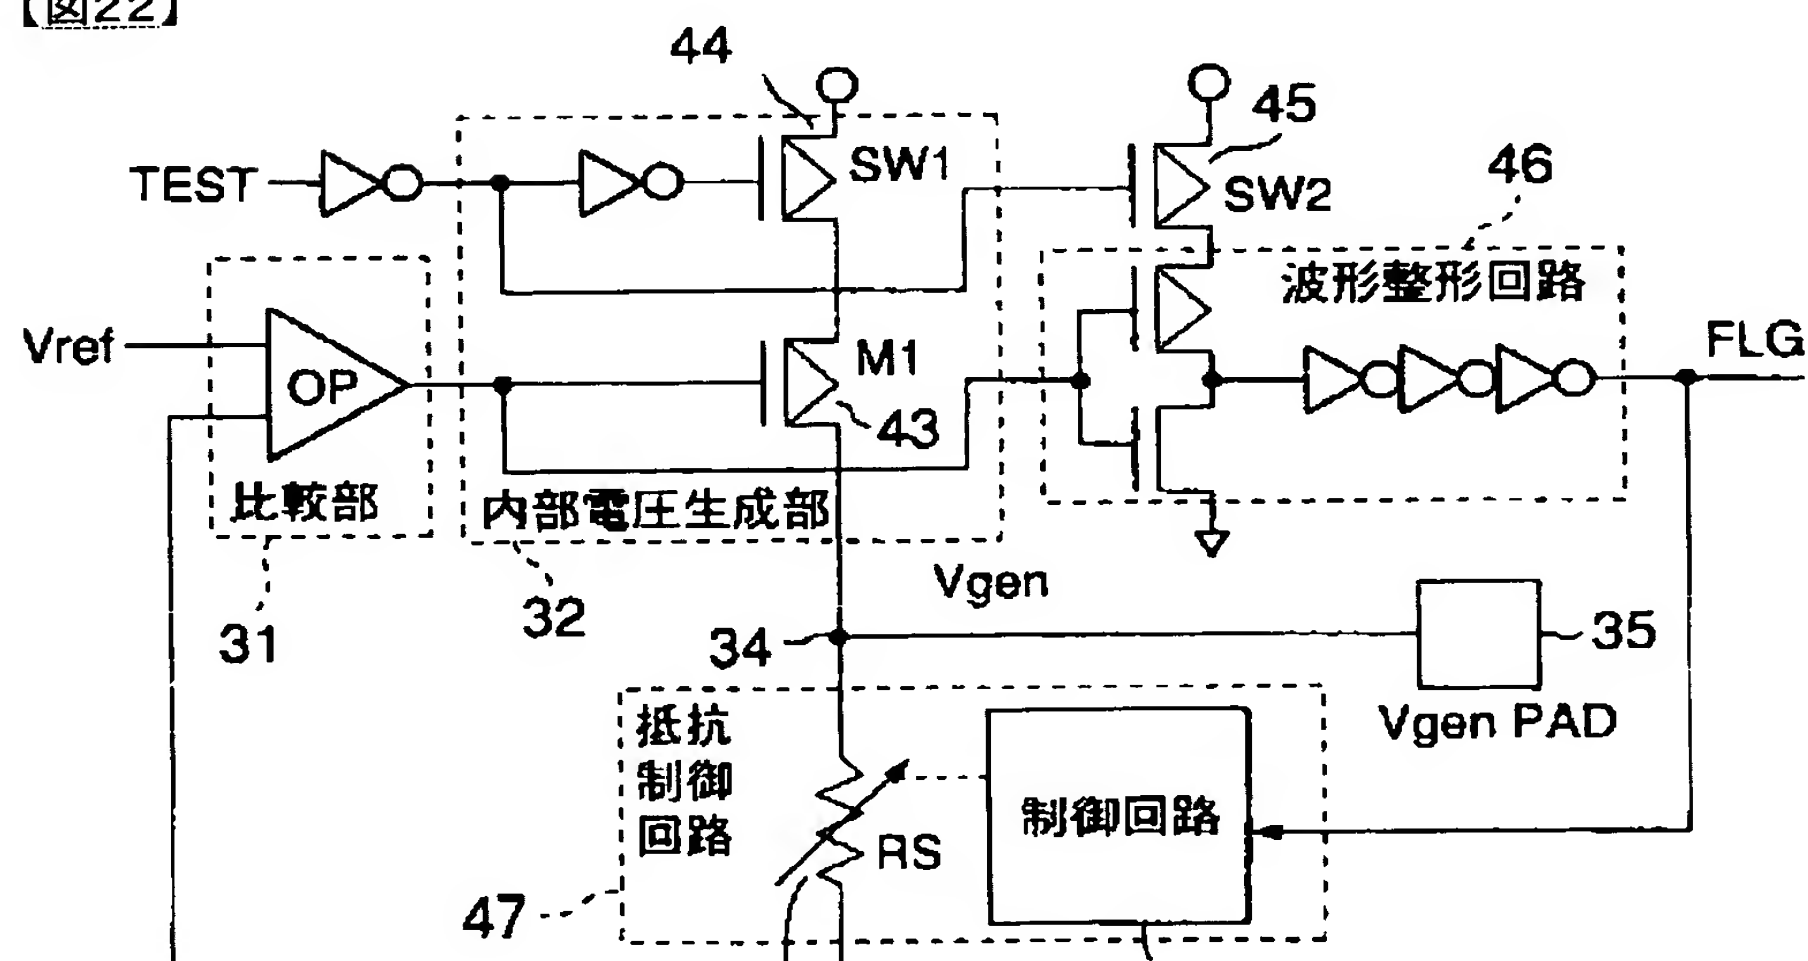 【図22】
44
45
TEST
SW1
SW2
46
波形整形回路
Vref
OP
M1
43
FLG
比較部
内部電圧生成部
31
32
Vgen
34
35
Vgen PAD
抵抗
制御
回路
制御回路
RS
47